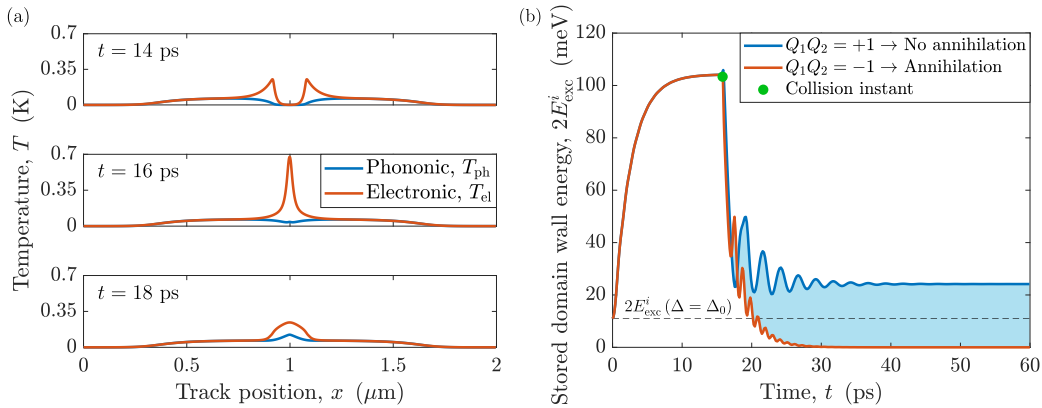 (a)
0.7
0.35
0
t = 14 ps
0.7
0.35
0
t = 16 ps
Phononic, T_ph
Electronic, T_el
0.7
0.35
0
t = 18 ps
0 0.5 1 1.5 2
Track position, x (μm)
Temperature, T (K)
(b)
120
100
80
60
40
20
0
Q₁Q₂ = +1 → No annihilation
Q₁Q₂ = −1 → Annihilation
Collision instant
2E^i_exc (Δ = Δ₀)
0 10 20 30 40 50 60
Time, t (ps)
Stored domain wall energy, 2E^i_exc (meV)